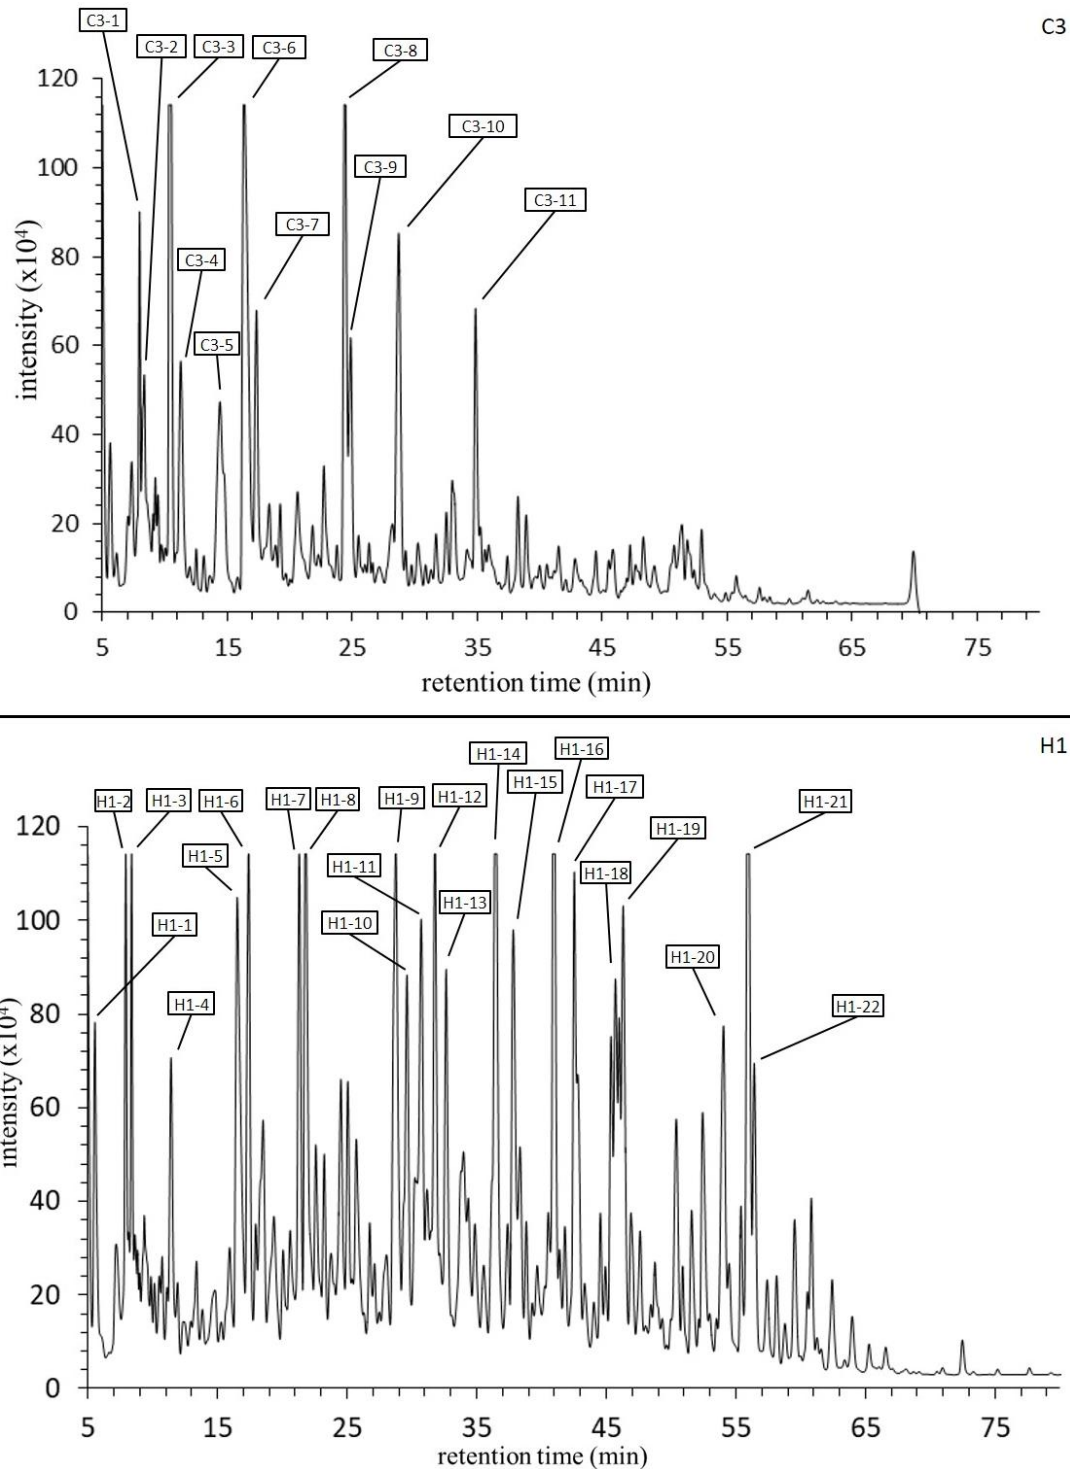 C3
C3-1
C3-2
C3-3
C3-6
C3-8
C3-10
C3-9
C3-11
C3-7
C3-4
C3-5
intensity (x10⁴)
120
100
80
60
40
20
0
5 15 25 35 45 55 65 75
retention time (min)
H1
H1-14
H1-16
H1-15
H1-17
H1-2
H1-3
H1-6
H1-7
H1-8
H1-9
H1-12
H1-21
H1-19
H1-5
H1-11
H1-18
H1-13
H1-1
H1-10
H1-20
H1-4
H1-22
intensity (x10⁴)
120
100
80
60
40
20
0
5 15 25 35 45 55 65 75
retention time (min)